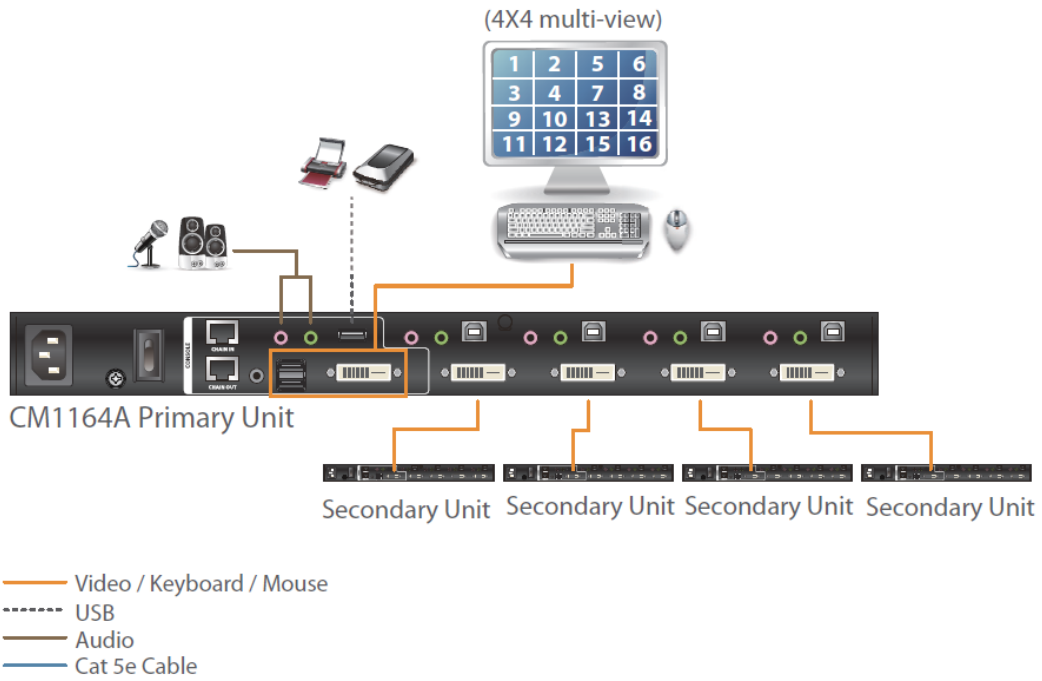 (4X4 multi-view)
1 2 5 6
3 4 7 8
9 10 13 14
11 12 15 16
CONSOLE
CHAIN IN
CHAIN OUT
CM1164A Primary Unit
Secondary Unit Secondary Unit Secondary Unit Secondary Unit
Video / Keyboard / Mouse
USB
Audio
Cat 5e Cable